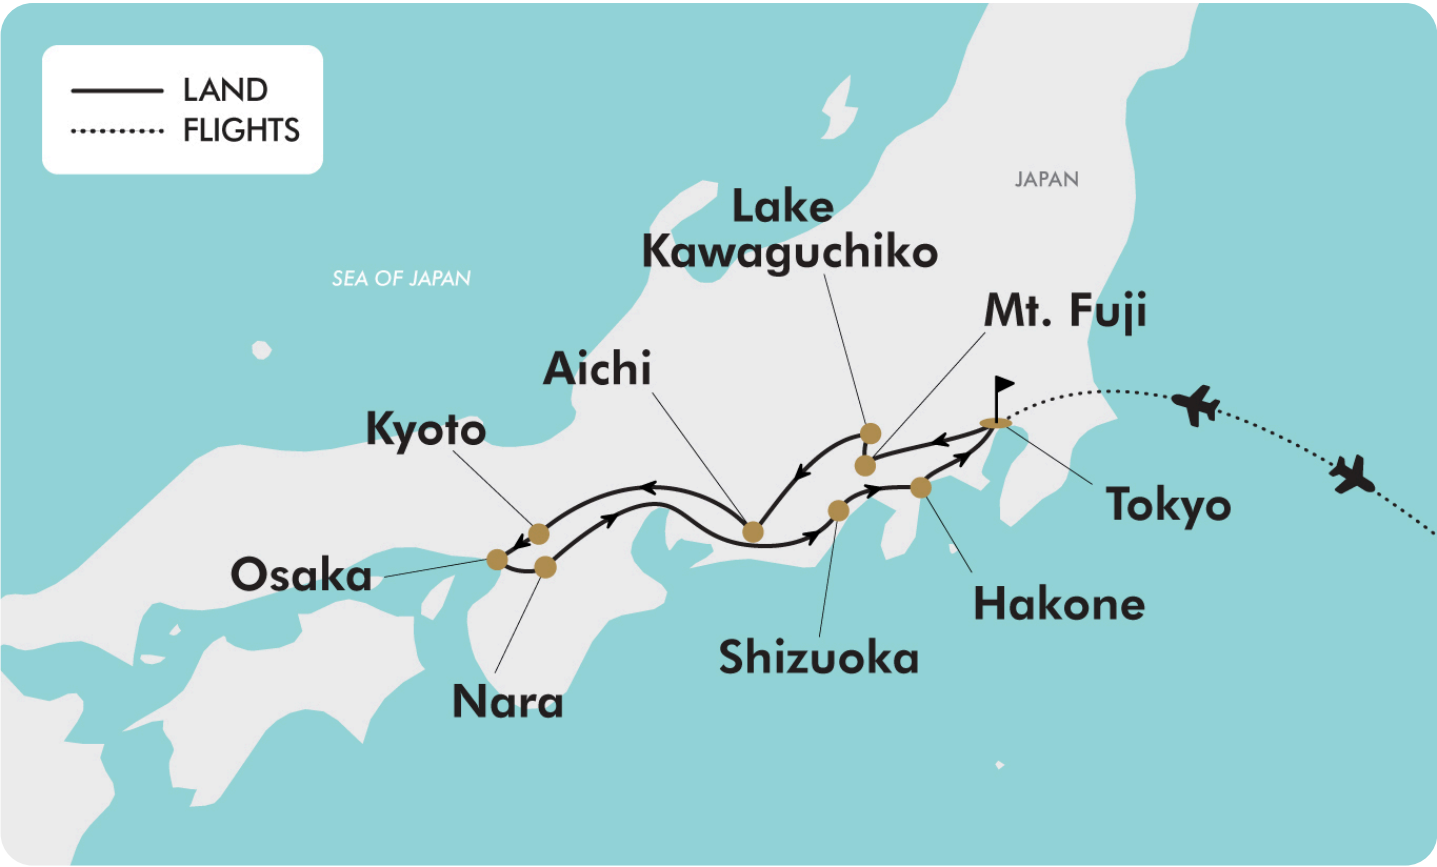 LAND
FLIGHTS
JAPAN
Lake
Kawaguchiko
SEA OF JAPAN
Mt. Fuji
Aichi
Kyoto
Tokyo
Osaka
Hakone
Shizuoka
Nara